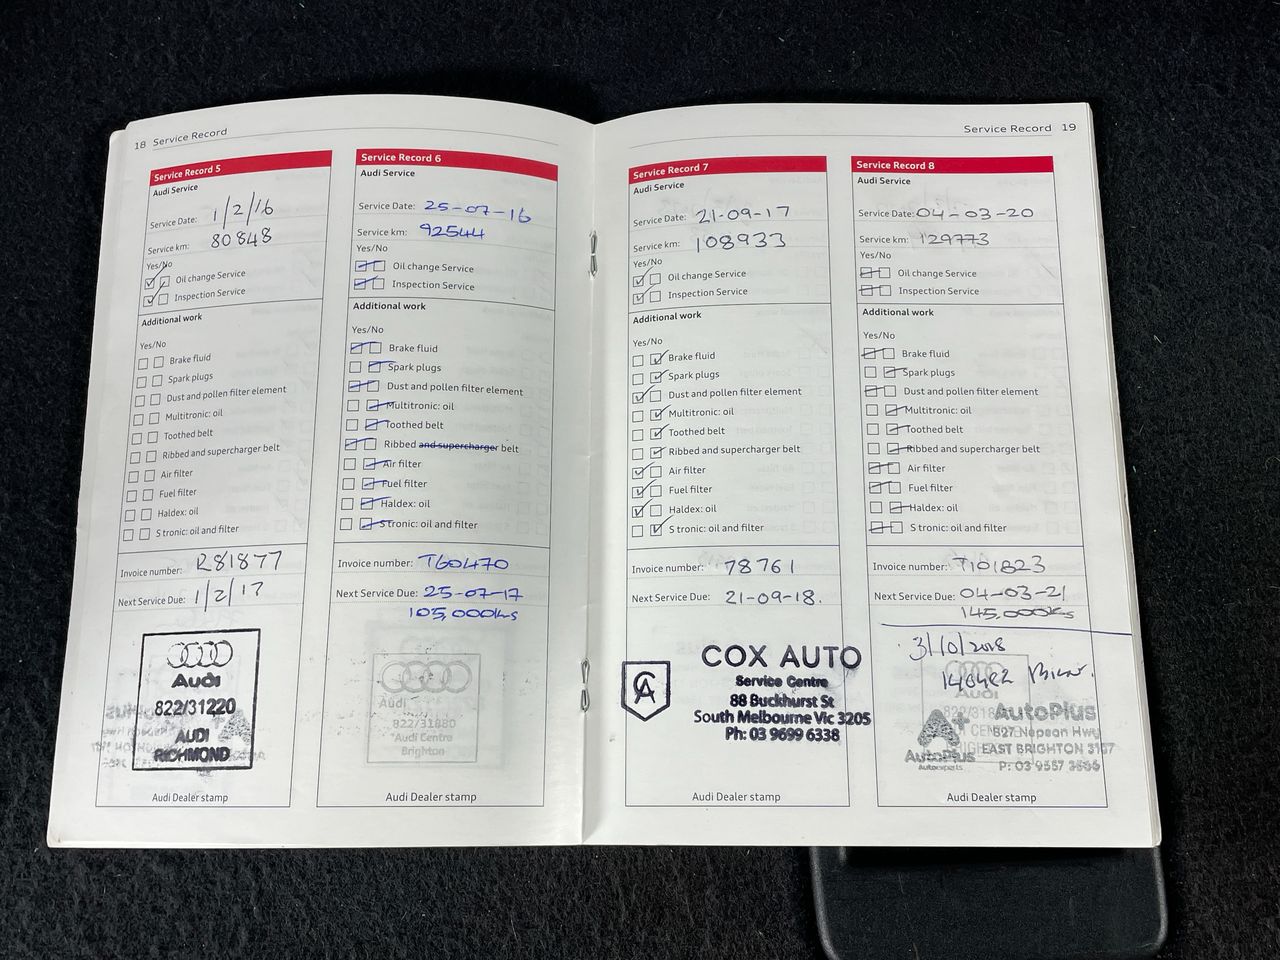 18 Service Record
Service Record 5
Audi Service
Service Date: 1/2/16
Service km: 80848
Yes/No
Oil change Service
Inspection Service
Additional work
Yes/No
Brake fluid
Spark plugs
Dust and pollen filter element
Multitronic: oil
Toothed belt
Ribbed and supercharger belt
Air filter
Fuel filter
Haldex: oil
S tronic: oil and filter
Invoice number: R81877
Next Service Due: 1/2/17
Audi
822/31220
AUDI
RICHMOND
Audi Dealer stamp
Service Record 6
Audi Service
Service Date: 25-07-16
Service km: 92544
Yes/No
Oil change Service
Inspection Service
Additional work
Yes/No
Brake fluid
Spark plugs
Dust and pollen filter element
Multitronic: oil
Toothed belt
Ribbed and supercharger belt
Air filter
Fuel filter
Haldex: oil
S tronic: oil and filter
Invoice number: T60470
Next Service Due: 25-07-17
105,000ks
Audi
822/31880
Audi Centre
Brighton
Audi Dealer stamp
Service Record 19
Service Record 7
Audi Service
Service Date: 21-09-17
Service km: 108933
Yes/No
Oil change Service
Inspection Service
Additional work
Yes/No
Brake fluid
Spark plugs
Dust and pollen filter element
Multitronic: oil
Toothed belt
Ribbed and supercharger belt
Air filter
Fuel filter
Haldex: oil
S tronic: oil and filter
Invoice number: 78761
Next Service Due: 21-09-18.
CA
COX AUTO
Service Centre
88 Buckhurst St
South Melbourne Vic 3205
Ph: 03 9699 6338
Audi Dealer stamp
Service Record 8
Audi Service
Service Date: 04-03-20
Service km: 129773
Yes/No
Oil change Service
Inspection Service
Additional work
Yes/No
Brake fluid
Spark plugs
Dust and pollen filter element
Multitronic: oil
Toothed belt
Ribbed and supercharger belt
Air filter
Fuel filter
Haldex: oil
S tronic: oil and filter
Invoice number: T101823
Next Service Due: 04-03-21
145,000ks
3/10/2018
Audi
A+ AutoPlus
827 Nepean Hwy
EAST BRIGHTON 3187
AutoPlus
P: 03 9557 3506
Audi Dealer stamp